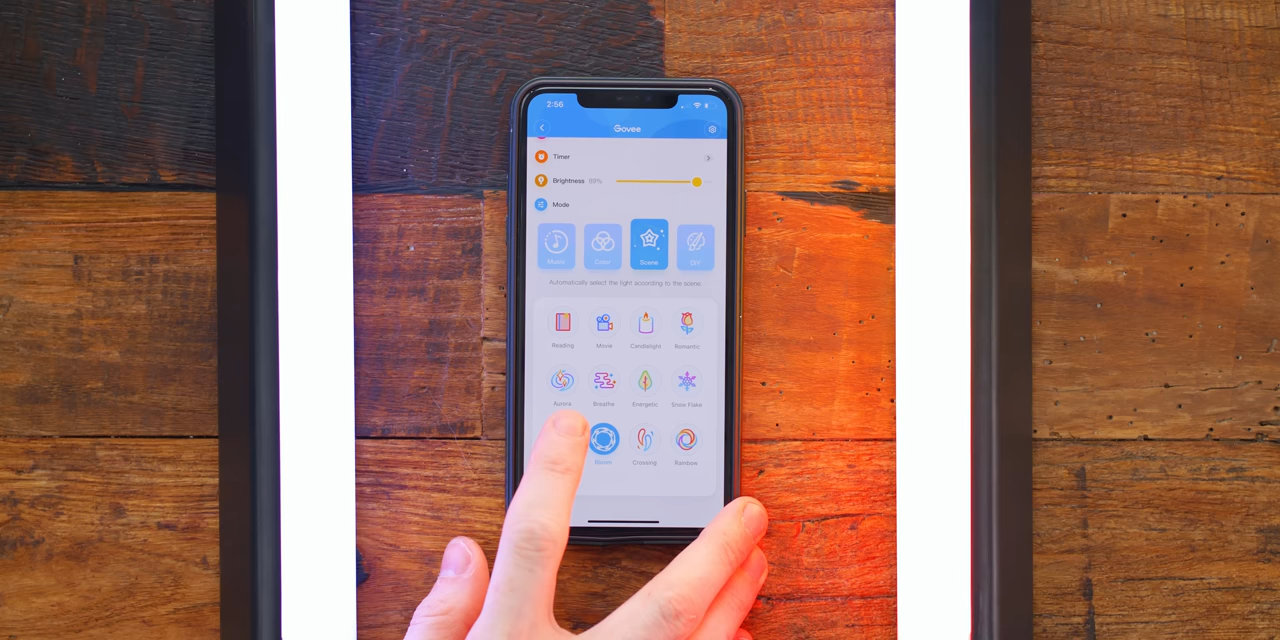 2:56
Govee
Timer
Brightness 89%
Mode
Music Color Scene DIY
Automatically select the light according to the scene.
Reading Movie Candlelight Romantic
Aurora Breathe Energetic Snow Flake
Bloom Crossing Rainbow